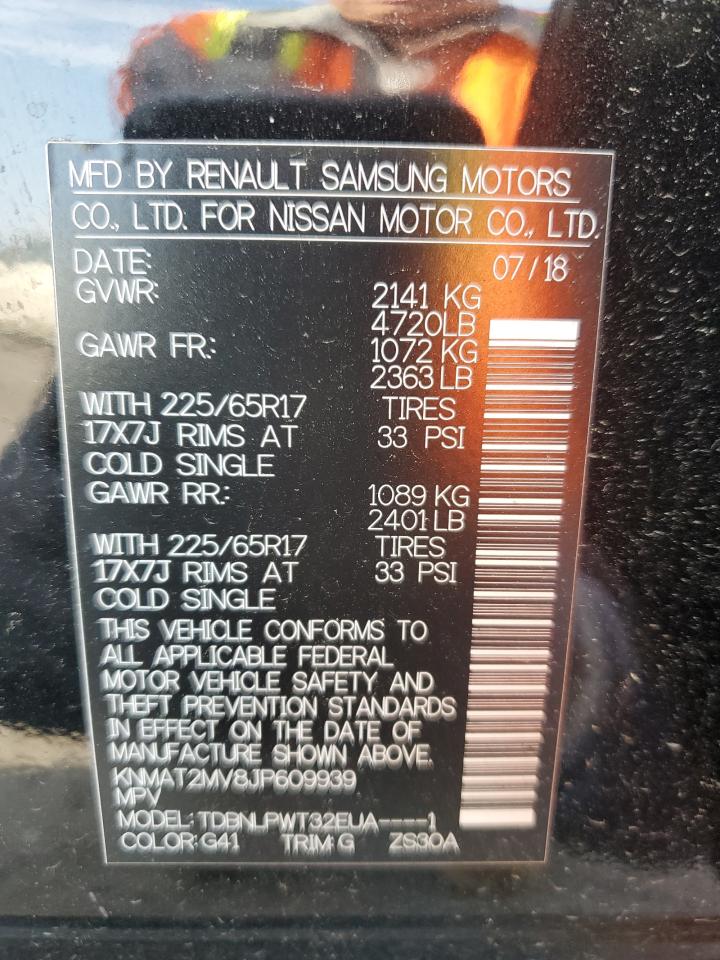 MFD BY RENAULT SAMSUNG MOTORS
CO., LTD. FOR NISSAN MOTOR CO., LTD.
DATE: 07/18
GVWR: 2141 KG
4720LB
GAWR FR.: 1072 KG
2363 LB
WITH 225/65R17 TIRES
17X7J RIMS AT 33 PSI
COLD SINGLE
GAWR RR.: 1089 KG
2401 LB
WITH 225/65R17 TIRES
17X7J RIMS AT 33 PSI
COLD SINGLE
THIS VEHICLE CONFORMS TO
ALL APPLICABLE FEDERAL
MOTOR VEHICLE SAFETY AND
THEFT PREVENTION STANDARDS
IN EFFECT ON THE DATE OF
MANUFACTURE SHOWN ABOVE.
KNMAT2MV8JP609939
MPV
MODEL: TDBNLPWT32EUA----1
COLOR: G41 TRIM: G ZS30A